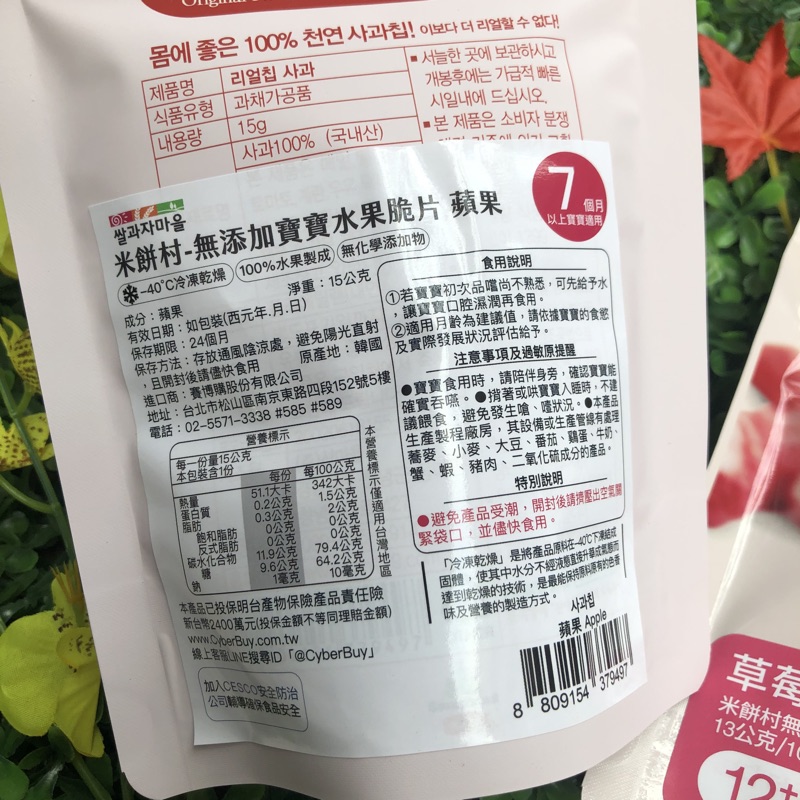 Original
몸에 좋은 100% 천연 사과칩! 이보다 더 리얼할 수 없다!
제품명 리얼칩 사과
식품유형 과채가공품
내용량 15g
사과100% (국내산)
■ 서늘한 곳에 보관하시고
개봉후에는 가급적 빠른
시일내에 드십시오.
■ 본 제품은 소비자 분쟁
쌀과자마을
米餅村-無添加寶寶水果脆片 蘋果
7個月
以上寶寶適用
-40℃冷凍乾燥 100%水果製成 無化學添加物
成分：蘋果 淨重：15公克
有效日期：如包裝(西元年.月.日)
保存期限：24個月
保存方法：存放通風陰涼處，避免陽光直射
，且開封後請儘快食用 原產地：韓國
進口商：賽博購股份有限公司
地址：台北市松山區南京東路四段152號5樓
電話：02-5571-3338 #585 #589
營養標示
每一份量15公克
本包裝含1份
每份 每100公克
熱量 51.1大卡 342大卡
蛋白質 0.2公克 1.5公克
脂肪 0.3公克 2公克
飽和脂肪 0公克 0公克
反式脂肪 0公克 0公克
碳水化合物 11.9公克 79.4公克
糖 9.6公克 64.2公克
鈉 1毫克 10毫克
本營養標示僅適用台灣地區
本產品已投保明台產物保險產品責任險
新台幣2400萬元(投保金額不等同理賠金額)
www.CyberBuy.com.tw
線上客服LINE搜尋ID「@CyberBuy」
加入CESCO安全防治
公司輔導確保食品安全
食用說明
①若寶寶初次品嚐尚不熟悉，可先給予水
，讓寶寶口腔濕潤再食用。
②適用月齡為建議值，請依據寶寶的食慾
及實際發展狀況評估給予。
注意事項及過敏原提醒
●寶寶食用時，請陪伴身旁，確認寶寶能
確實吞嚥。●揹著或哄寶寶入睡時，不建
議餵食，避免發生嗆、噎狀況。●本產品
生產製程廠房，其設備或生產管線有處理
蕎麥、小麥、大豆、番茄、鷄蛋、牛奶、
蟹、蝦、豬肉、二氧化硫成分的產品。
特別說明
●避免產品受潮，開封後請擠壓出空氣關
緊袋口，並儘快食用。
「冷凍乾燥」是將產品原料在-40℃下凍結成
固體，使其中水分不經液態直接升華成氣態而
達到乾燥的技術，是最能保持原料原有的色香
味及營養的製造方式。
사과칩
蘋果 Apple
8 809154 379497
草莓
米餅村無
13公克/10
12+